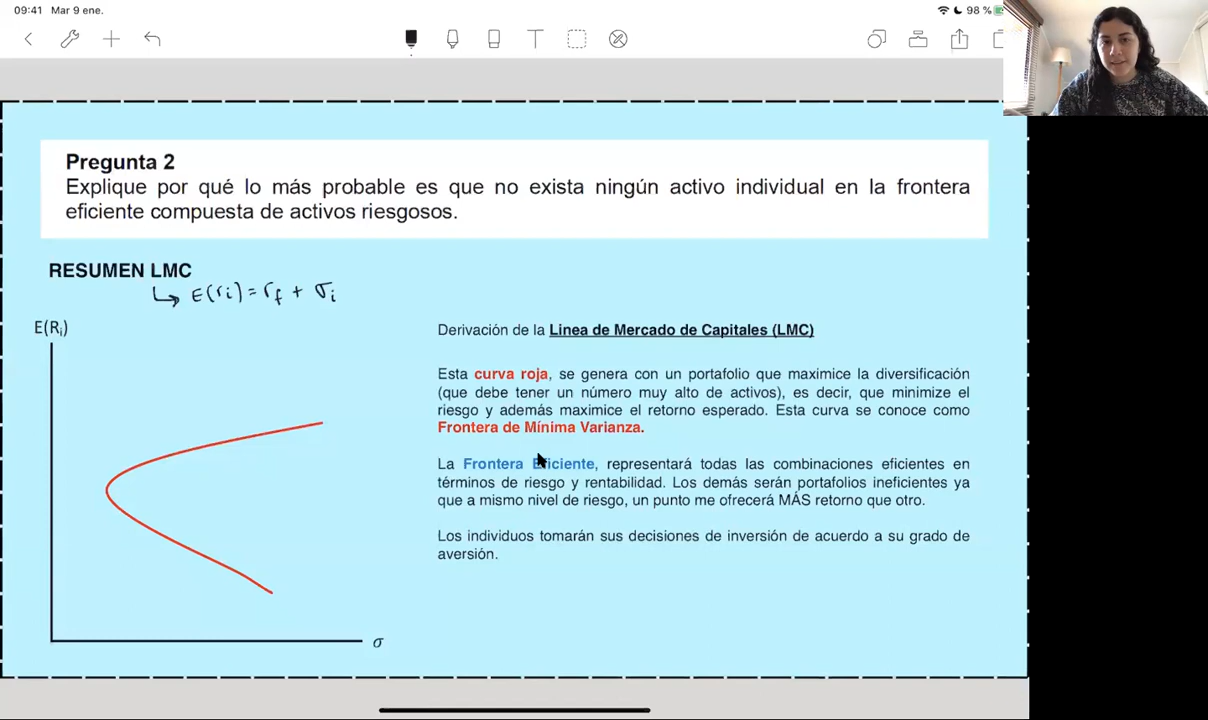 09:41 Mar 9 ene.
98 %
T
Pregunta 2
Explique por qué lo más probable es que no exista ningún activo individual en la frontera
eficiente compuesta de activos riesgosos.
RESUMEN LMC
↳ E(ri) = rf + σi
E(Ri)
σ
Derivación de la Linea de Mercado de Capitales (LMC)
Esta curva roja, se genera con un portafolio que maximice la diversificación
(que debe tener un número muy alto de activos), es decir, que minimize el
riesgo y además maximice el retorno esperado. Esta curva se conoce como
Frontera de Mínima Varianza.
La Frontera Eficiente, representará todas las combinaciones eficientes en
términos de riesgo y rentabilidad. Los demás serán portafolios ineficientes ya
que a mismo nivel de riesgo, un punto me ofrecerá MÁS retorno que otro.
Los individuos tomarán sus decisiones de inversión de acuerdo a su grado de
aversión.